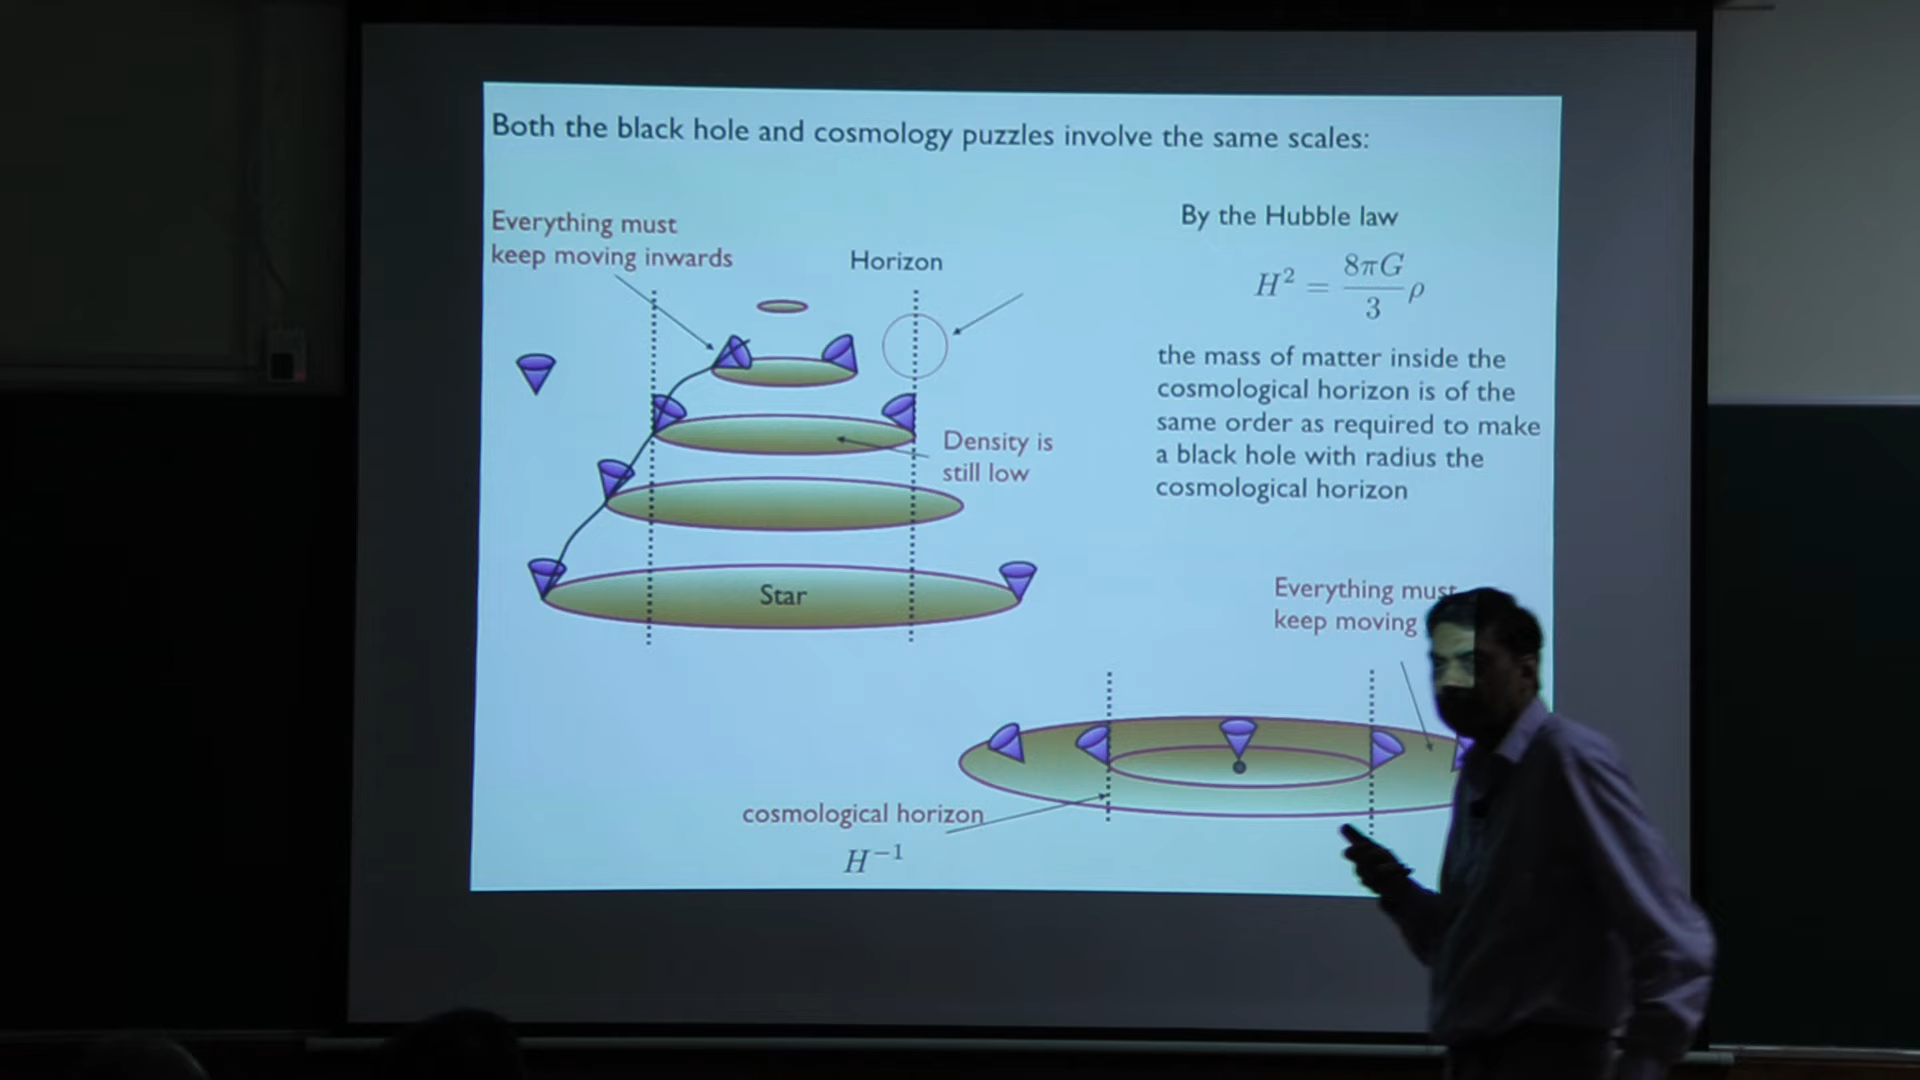 Both the black hole and cosmology puzzles involve the same scales:
Everything must
keep moving inwards
Horizon
Density is
still low
Star
By the Hubble law
H² = 8πG/3 ρ
the mass of matter inside the
cosmological horizon is of the
same order as required to make
a black hole with radius the
cosmological horizon
Everything must
keep moving
cosmological horizon
H⁻¹